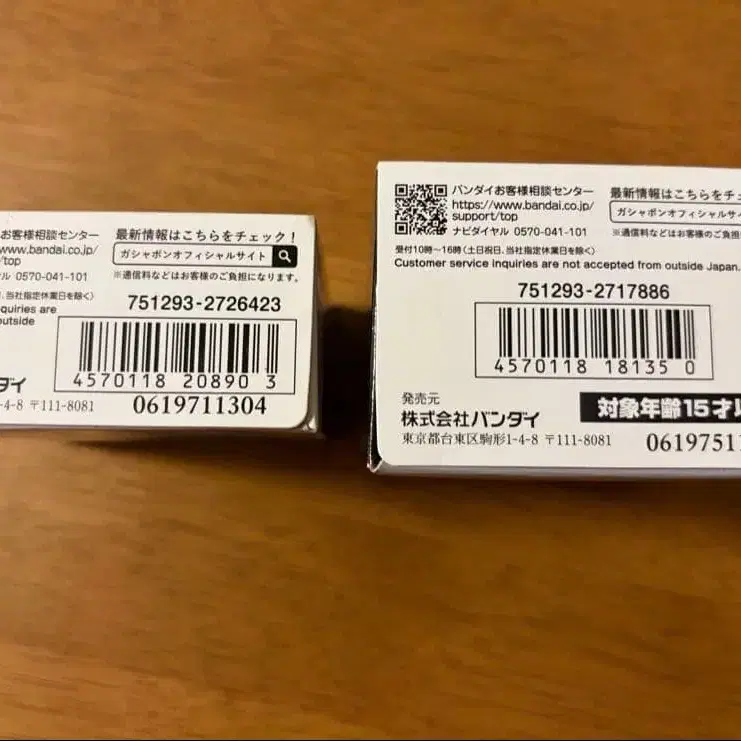 お客様相談センター
www.bandai.co.jp/
/top
ル 0570-041-101
、当社指定休業日を除く〉
quiries are
outside
最新情報はこちらをチェック！
ガシャポンオフィシャルサイト
※通信料などはお客様のご負担になります。
751293-2726423
4570118 20890 3
ダイ
-4-8 〒111-8081
0619711304
バンダイお客様相談センター
https://www.bandai.co.jp/
support/top
ナビダイヤル 0570-041-101
最新情報はこちらをチェ
ガシャポンオフィシャルサイ
※通信料などはお客様のご負担
受付10時〜16時〈土日祝日、当社指定休業日を除く〉
Customer service inquiries are not accepted from outside Japan.
751293-2717886
4570118 18135 0
発売元
株式会社バンダイ
東京都台東区駒形1-4-8 〒111-8081
対象年齢15才以
06197511